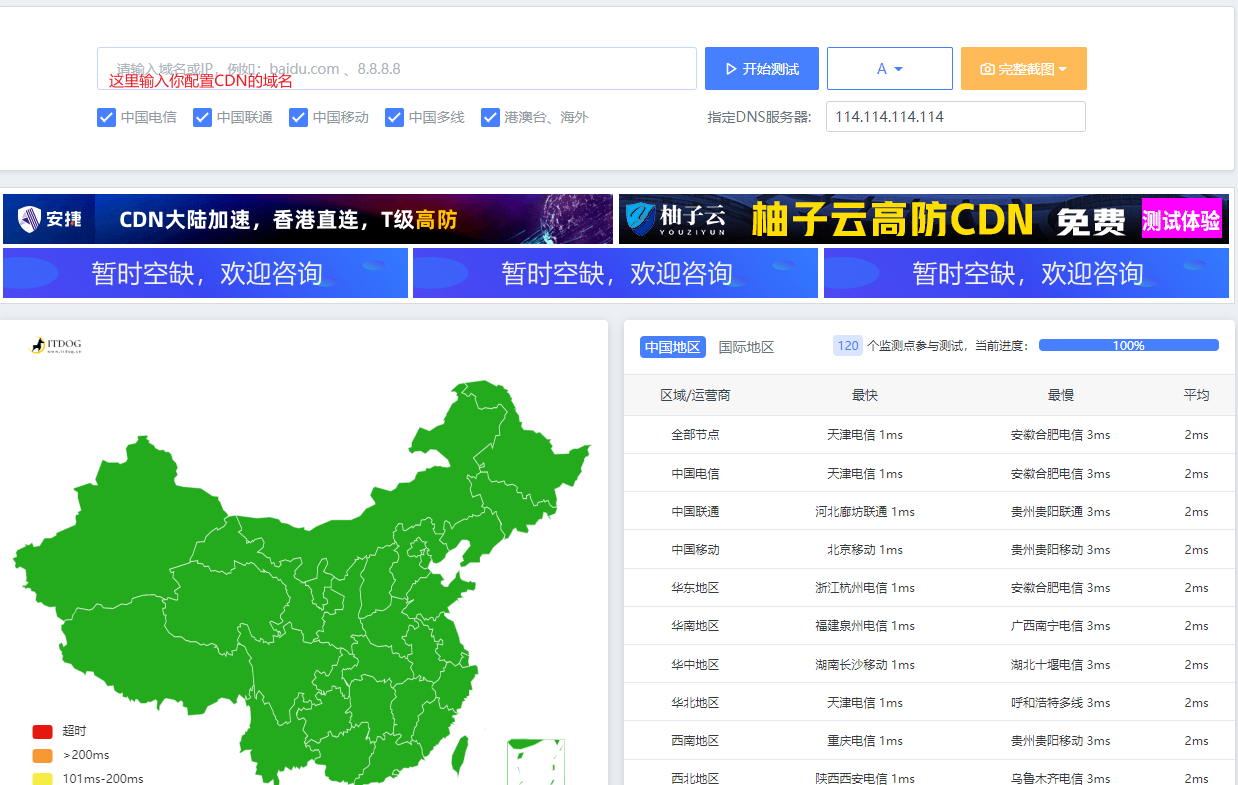 请输入域名或IP，例如：baidu.com 、8.8.8.8
这里输入你配置CDN的域名
开始测试
A
完整截图
中国电信 中国联通 中国移动 中国多线 港澳台、海外
指定DNS服务器: 114.114.114.114
安捷 CDN大陆加速，香港直连，T级高防
柚子云 YOUZIYUN 柚子云高防CDN 免费 测试体验
暂时空缺，欢迎咨询 暂时空缺，欢迎咨询 暂时空缺，欢迎咨询
ITDOG
www.itdog.cn
中国地区 国际地区 120 个监测点参与测试，当前进度： 100%
区域/运营商 最快 最慢 平均
全部节点 天津电信 1ms 安徽合肥电信 3ms 2ms
中国电信 天津电信 1ms 安徽合肥电信 3ms 2ms
中国联通 河北廊坊联通 1ms 贵州贵阳联通 3ms 2ms
中国移动 北京移动 1ms 贵州贵阳移动 3ms 2ms
华东地区 浙江杭州电信 1ms 安徽合肥电信 3ms 2ms
华南地区 福建泉州电信 1ms 广西南宁电信 3ms 2ms
华中地区 湖南长沙移动 1ms 湖北十堰电信 3ms 2ms
华北地区 天津电信 1ms 呼和浩特多线 3ms 2ms
西南地区 重庆电信 1ms 贵州贵阳移动 3ms 2ms
西北地区 陕西西安电信 1ms 乌鲁木齐电信 3ms 2ms
超时
>200ms
101ms-200ms